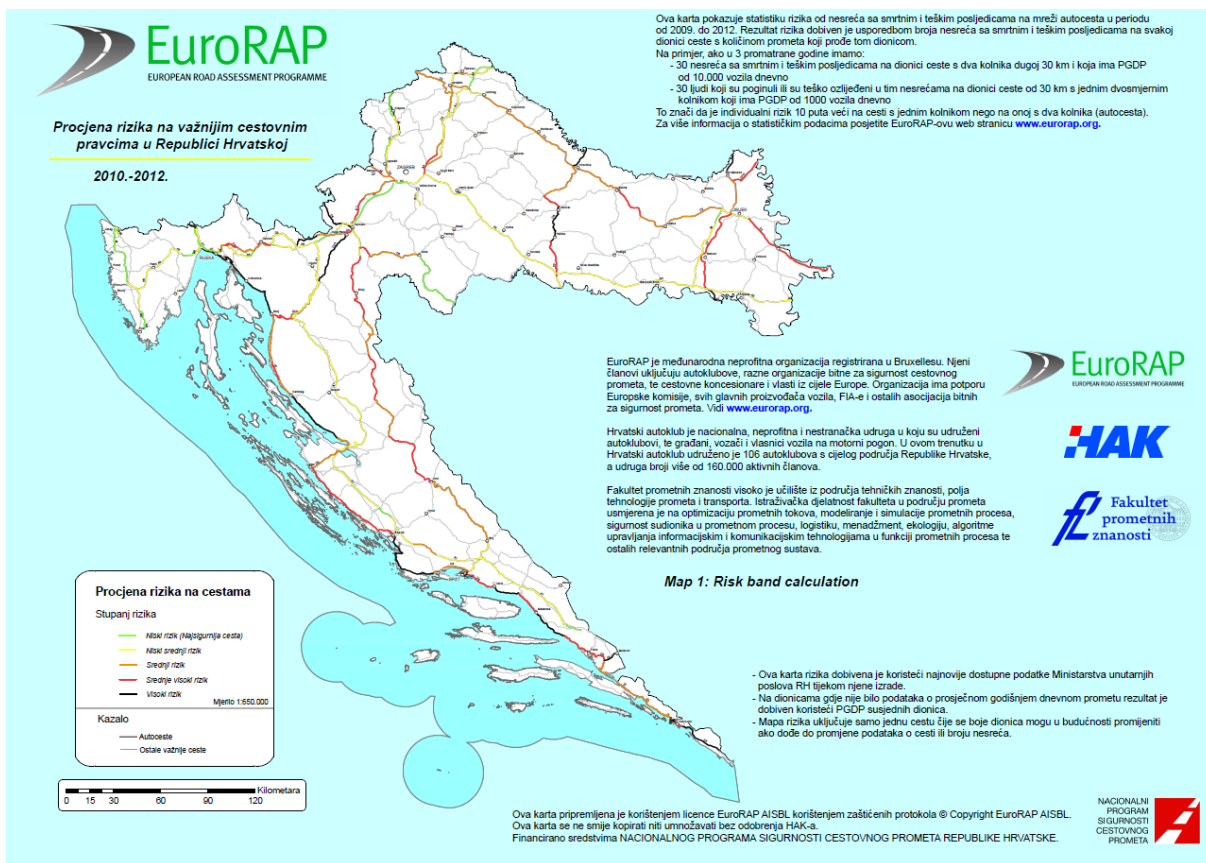 EuroRAP
EUROPEAN ROAD ASSESSMENT PROGRAMME
Procjena rizika na važnijim cestovnim
pravcima u Republici Hrvatskoj
2010.-2012.
Ova karta pokazuje statistiku rizika od nesreća sa smrtnim i teškim posljedicama na mreži autocesta u periodu
od 2009. do 2012. Rezultat rizika dobiven je usporedbom broja nesreća sa smrtnim i teškim posljedicama na svakoj
dionici ceste s količinom prometa koji prođe tom dionicom.
Na primjer, ako u 3 promatrane godine imamo:
- 30 nesreća sa smrtnim i teškim posljedicama na dionici ceste s dva kolnika dugoj 30 km i koja ima PGDP
od 10.000 vozila dnevno
- 30 ljudi koji su poginuli ili su teško ozlijeđeni u tim nesrećama na dionici ceste od 30 km s jednim dvosmjernim
kolnikom koji ima PGDP od 1000 vozila dnevno
To znači da je individualni rizik 10 puta veći na cesti s jednim kolnikom nego na onoj s dva kolnika (autocesta).
Za više informacija o statističkim podacima posjetite EuroRAP-ovu web stranicu www.eurorap.org.
ZAGREB
RIJEKA
SPLIT
EuroRAP je međunarodna neprofitna organizacija registrirana u Bruxellesu. Njeni
članovi uključuju autoklubove, razne organizacije bitne za sigurnost cestovnog
prometa, te cestovne koncesionare i vlasti iz cijele Europe. Organizacija ima potporu
Europske komisije, svih glavnih proizvođača vozila, FIA-e i ostalih asocijacija bitnih
za sigurnost prometa. Vidi www.eurorap.org.
Hrvatski autoklub je nacionalna, neprofitna i nestranačka udruga u koju su udruženi
autoklubovi, te građani, vozači i vlasnici vozila na motorni pogon. U ovom trenutku u
Hrvatski autoklub udruženo je 106 autoklubova s cijelog područja Republike Hrvatske,
a udruga broji više od 160.000 aktivnih članova.
Fakultet prometnih znanosti visoko je učilište iz područja tehničkih znanosti, polja
tehnologije prometa i transporta. Istraživačka djelatnost fakulteta u području prometa
usmjerena je na optimizaciju prometnih tokova, modeliranje i simulacije prometnih procesa,
sigurnost sudionika u prometnom procesu, logistiku, menadžment, ekologiju, algoritme
upravljanja informacijskim i komunikacijskim tehnologijama u funkciji prometnih procesa te
ostalih relevantnih područja prometnog sustava.
EuroRAP
EUROPEAN ROAD ASSESSMENT PROGRAMME
HAK
Fakultet
prometnih
znanosti
Map 1: Risk band calculation
Procjena rizika na cestama
Stupanj rizika
Niski rizik (Najsigurnija cesta)
Niski srednji rizik
Srednji rizik
Srednje visoki rizik
Visoki rizik
Mjerilo 1:550.000
Kazalo
Autoceste
Ostale važnije ceste
Kilometara
0 15 30 60 90 120
- Ova karta rizika dobivena je koristeći najnovije dostupne podatke Ministarstva unutarnjih
poslova RH tijekom njene izrade.
- Na dionicama gdje nije bilo podataka o prosječnom godišnjem dnevnom prometu rezultat je
dobiven koristeći PGDP susjednih dionica.
- Mapa rizika uključuje samo jednu cestu čije se boje dionica mogu u budućnosti promijeniti
ako dođe do promjene podataka o cesti ili broju nesreća.
Ova karta pripremljena je korištenjem licence EuroRAP AISBL korištenjem zaštićenih protokola © Copyright EuroRAP AISBL.
Ova karta se ne smije kopirati niti umnožavati bez odobrenja HAK-a.
Financirano sredstvima NACIONALNOG PROGRAMA SIGURNOSTI CESTOVNOG PROMETA REPUBLIKE HRVATSKE.
NACIONALNI
PROGRAM
SIGURNOSTI
CESTOVNOG
PROMETA